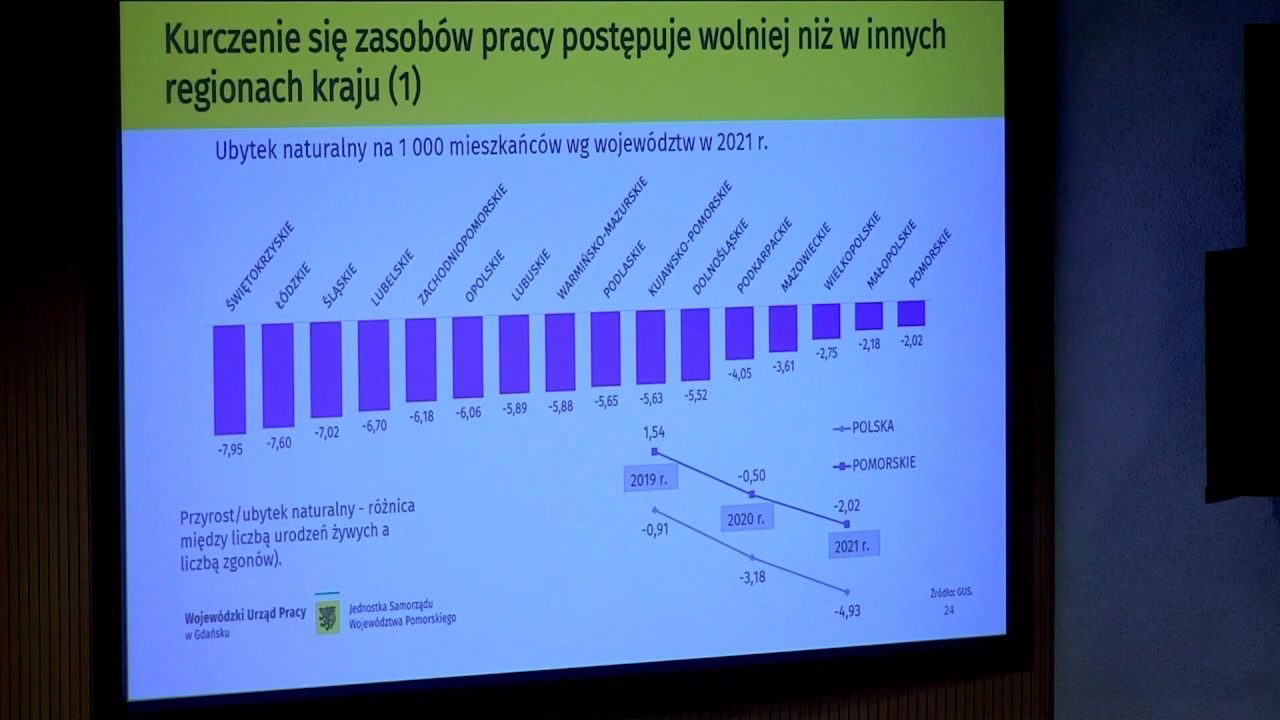 Kurczenie się zasobów pracy postępuje wolniej niż w innych
regionach kraju (1)
Ubytek naturalny na 1 000 mieszkańców wg województw w 2021 r.
ŚWIĘTOKRZYSKIE
ŁÓDZKIE
ŚLĄSKIE
LUBELSKIE
ZACHODNIOPOMORSKIE
OPOLSKIE
LUBUSKIE
WARMIŃSKO-MAZURSKIE
PODLASKIE
KUJAWSKO-POMORSKIE
DOLNOŚLĄSKIE
PODKARPACKIE
MAZOWIECKIE
WIELKOPOLSKIE
MAŁOPOLSKIE
POMORSKIE
-7,95
-7,60
-7,02
-6,70
-6,18
-6,06
-5,89
-5,88
-5,65
-5,63
-5,52
-4,05
-3,61
-2,75
-2,18
-2,02
POLSKA
POMORSKIE
1,54
-0,50
-2,02
2019 r.
2020 r.
2021 r.
-0,91
-3,18
-4,93
Przyrost/ubytek naturalny - różnica
między liczbą urodzeń żywych a
liczbą zgonów).
Wojewódzki Urząd Pracy
w Gdańsku
Jednostka Samorządu
Województwa Pomorskiego
Źródło: GUS.
24